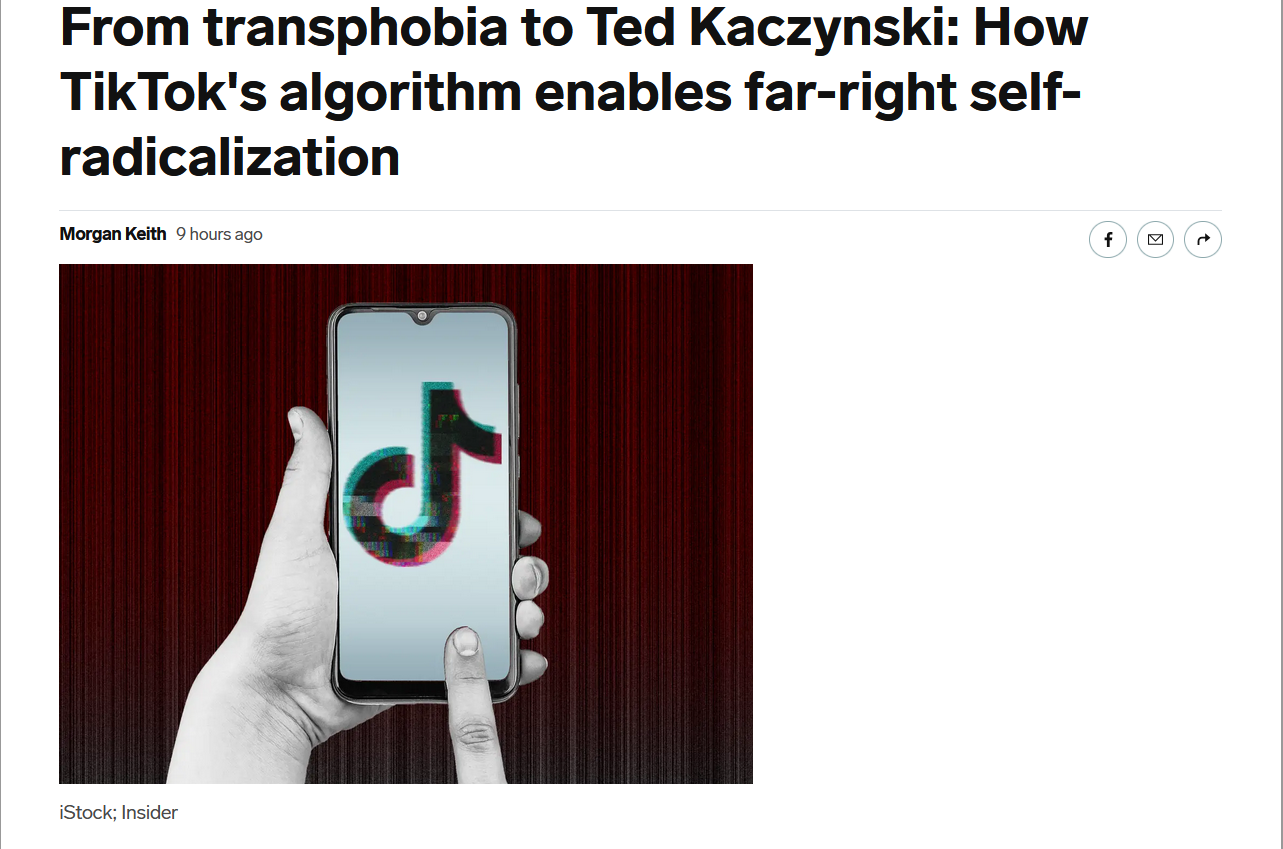 From transphobia to Ted Kaczynski: How
TikTok's algorithm enables far-right self-
radicalization
Morgan Keith 9 hours ago
iStock; Insider